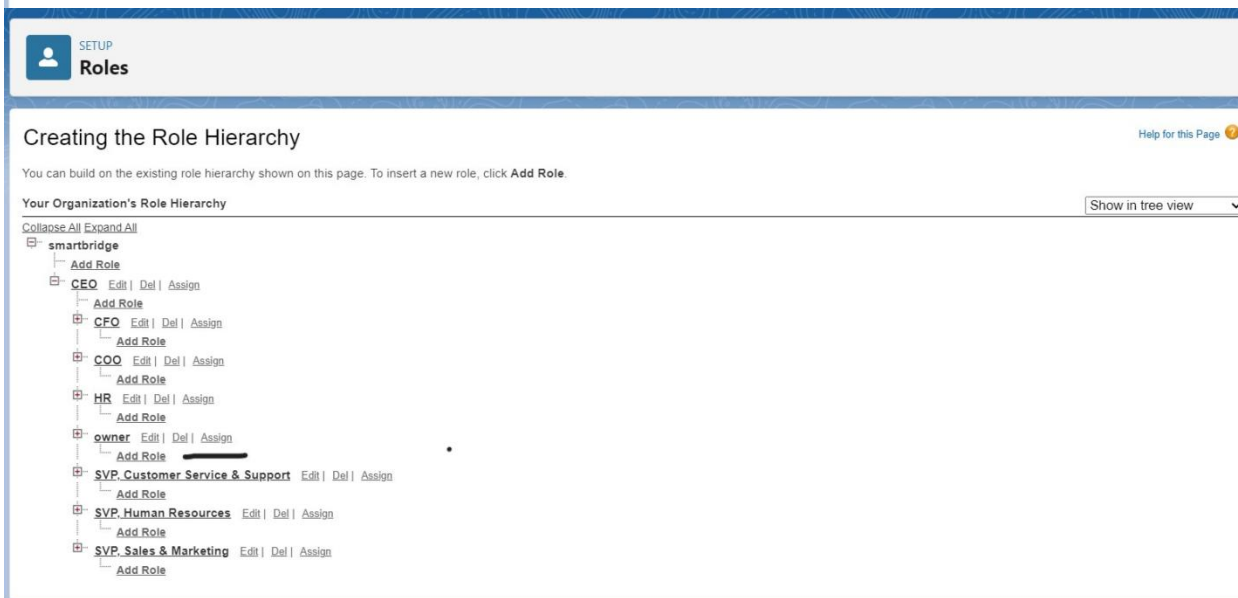 SETUP
Roles
Creating the Role Hierarchy
Help for this Page ?
You can build on the existing role hierarchy shown on this page. To insert a new role, click Add Role.
Your Organization's Role Hierarchy
Show in tree view
Collapse All Expand All
smartbridge
Add Role
CEO Edit | Del | Assign
Add Role
CFO Edit | Del | Assign
Add Role
COO Edit | Del | Assign
Add Role
HR Edit | Del | Assign
Add Role
owner Edit | Del | Assign
Add Role
SVP, Customer Service & Support Edit | Del | Assign
Add Role
SVP, Human Resources Edit | Del | Assign
Add Role
SVP, Sales & Marketing Edit | Del | Assign
Add Role